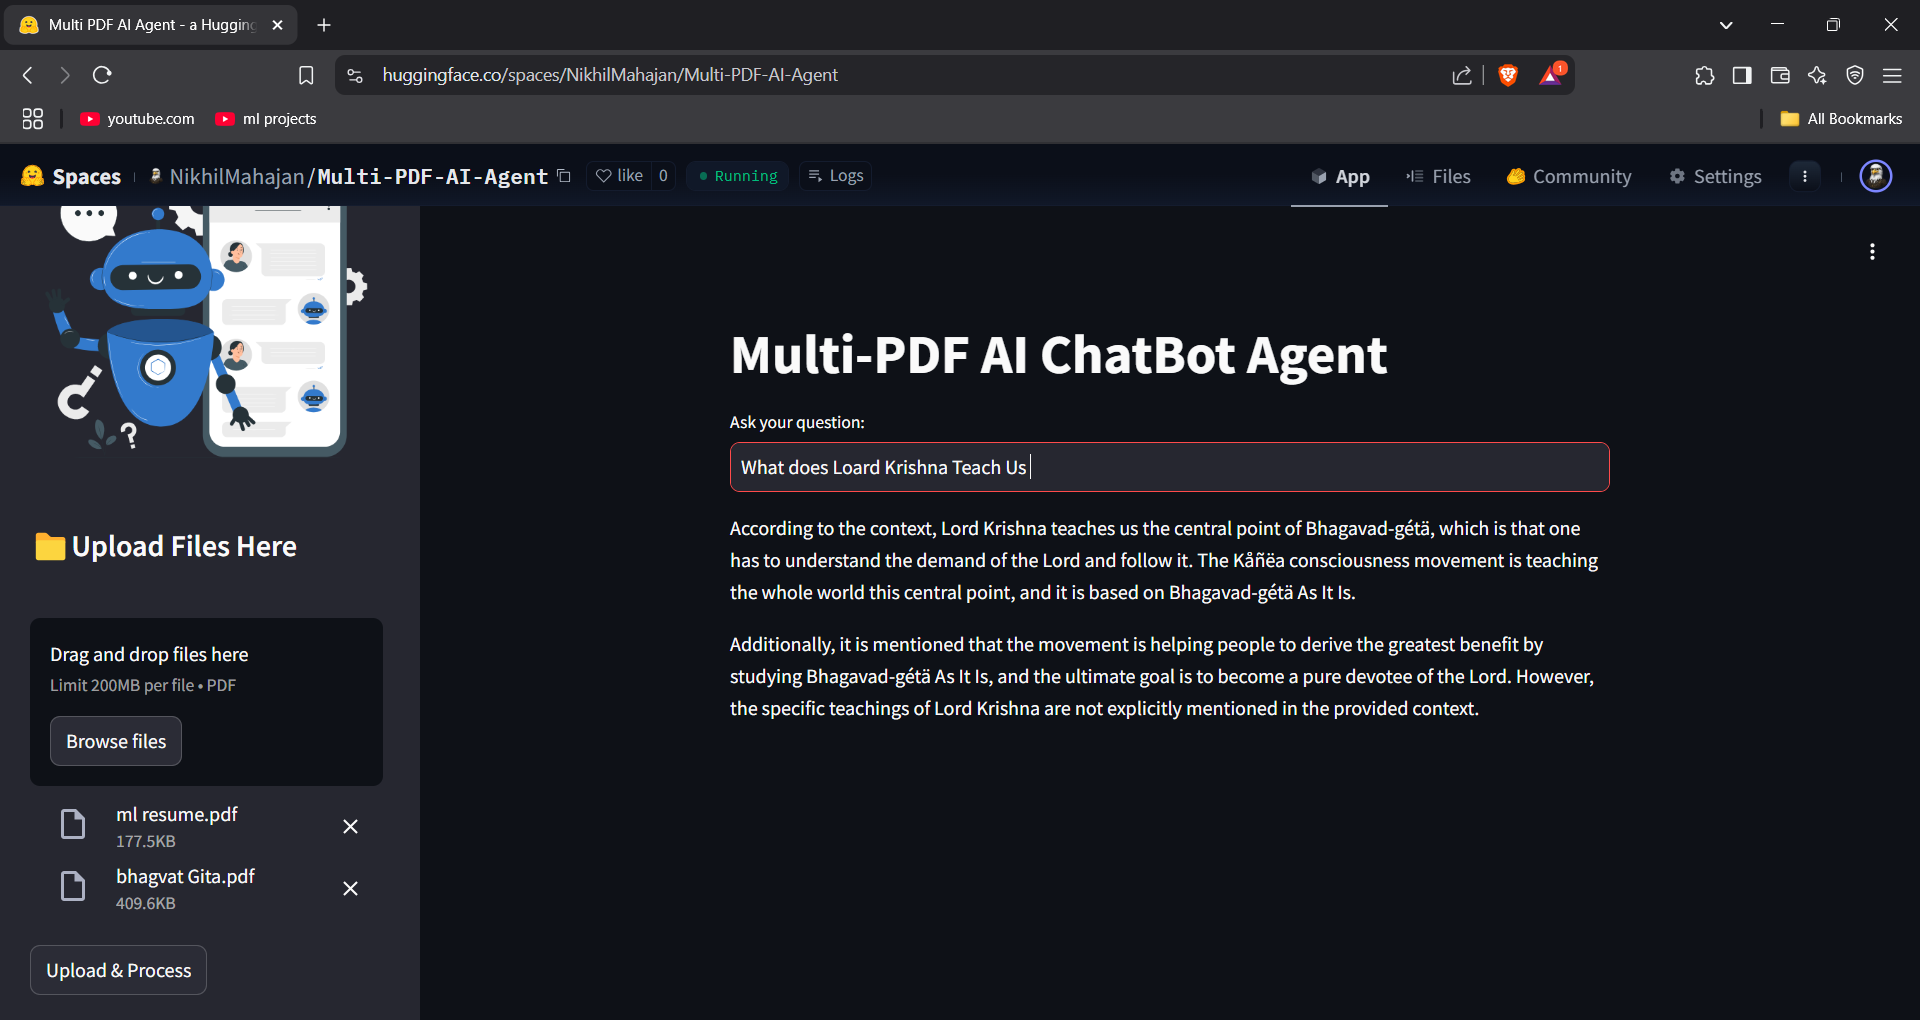 Multi PDF AI Agent - a Hugging
huggingface.co/spaces/NikhilMahajan/Multi-PDF-AI-Agent
1
youtube.com
ml projects
All Bookmarks
Spaces
NikhilMahajan/Multi-PDF-AI-Agent
like
0
Running
Logs
App
Files
Community
Settings
Multi-PDF AI ChatBot Agent
Ask your question:
What does Loard Krishna Teach Us
According to the context, Lord Krishna teaches us the central point of Bhagavad-gétä, which is that one
has to understand the demand of the Lord and follow it. The Kåñëa consciousness movement is teaching
the whole world this central point, and it is based on Bhagavad-gétä As It Is.
Additionally, it is mentioned that the movement is helping people to derive the greatest benefit by
studying Bhagavad-gétä As It Is, and the ultimate goal is to become a pure devotee of the Lord. However,
the specific teachings of Lord Krishna are not explicitly mentioned in the provided context.
?
Upload Files Here
Drag and drop files here
Limit 200MB per file • PDF
Browse files
ml resume.pdf
177.5KB
bhagvat Gita.pdf
409.6KB
Upload & Process